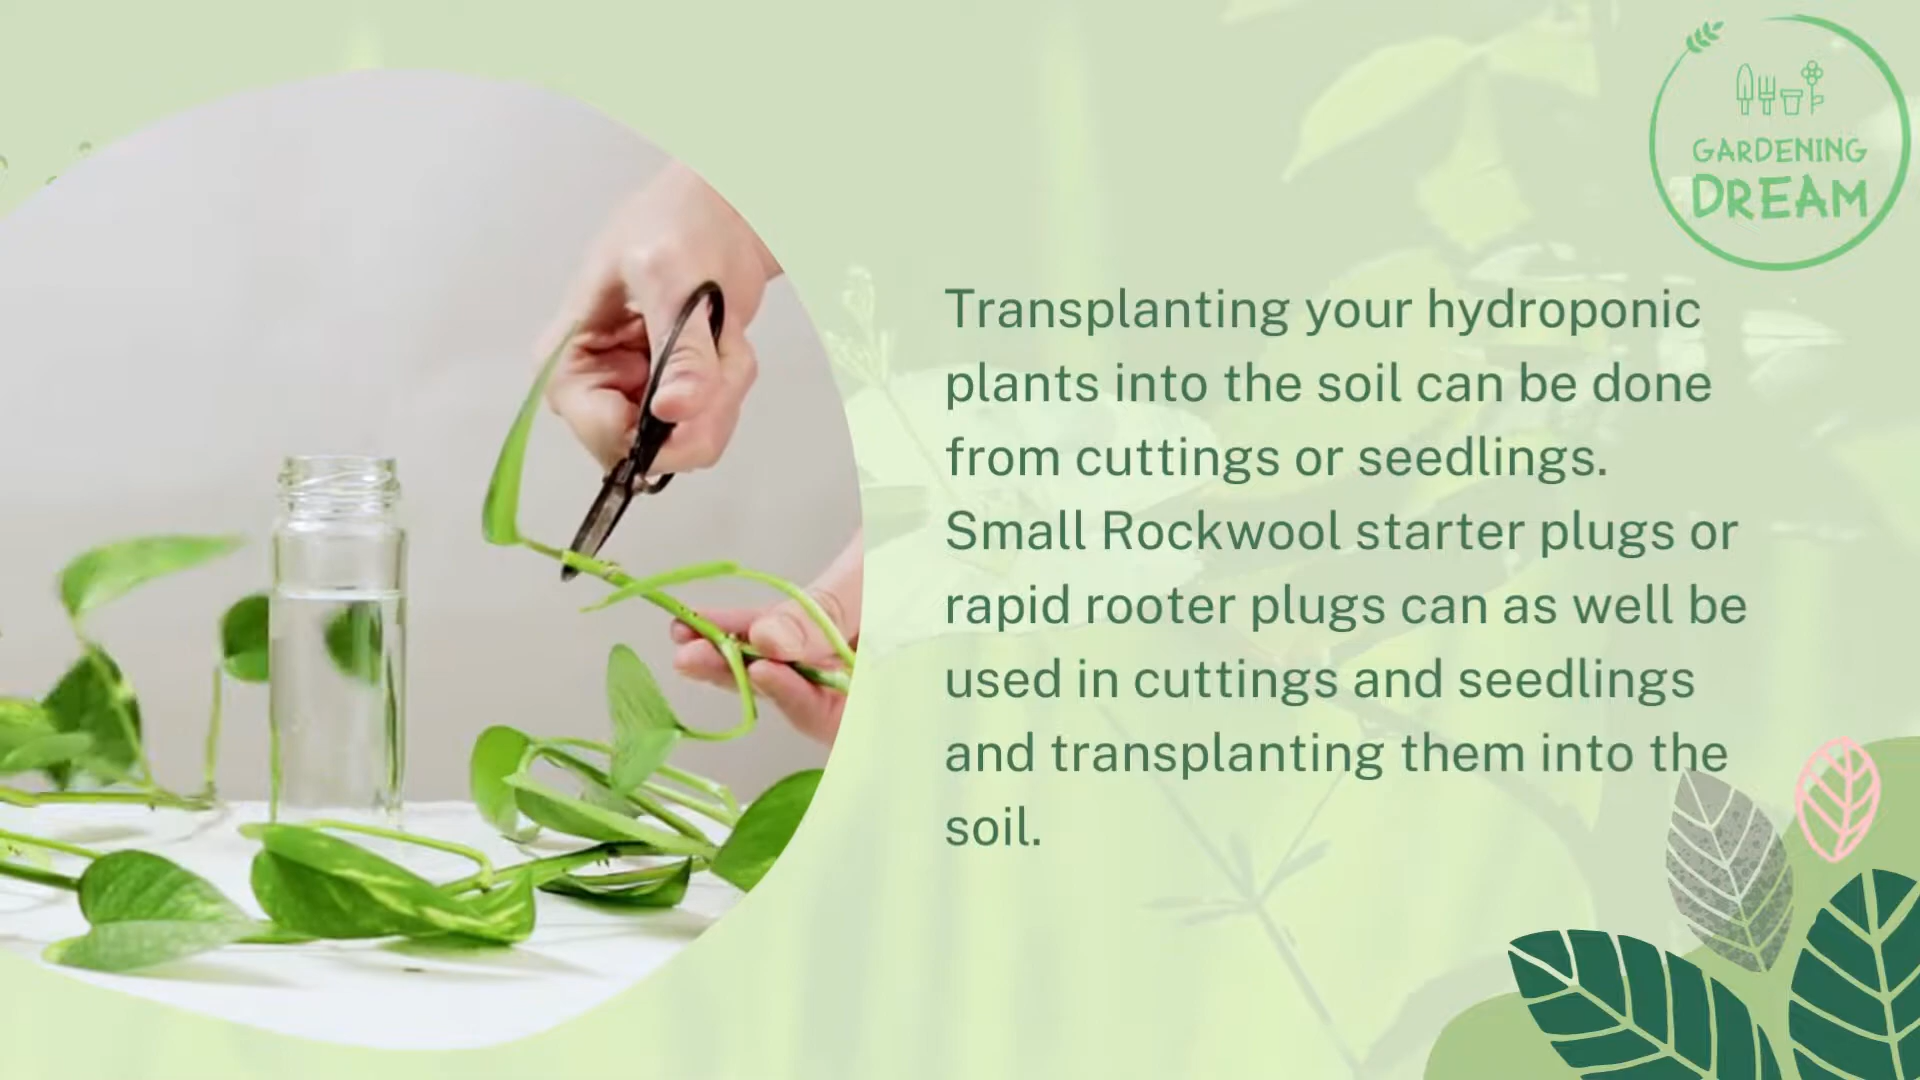 GARDENING
DREAM
Transplanting your hydroponic
plants into the soil can be done
from cuttings or seedlings.
Small Rockwool starter plugs or
rapid rooter plugs can as well be
used in cuttings and seedlings
and transplanting them into the
soil.